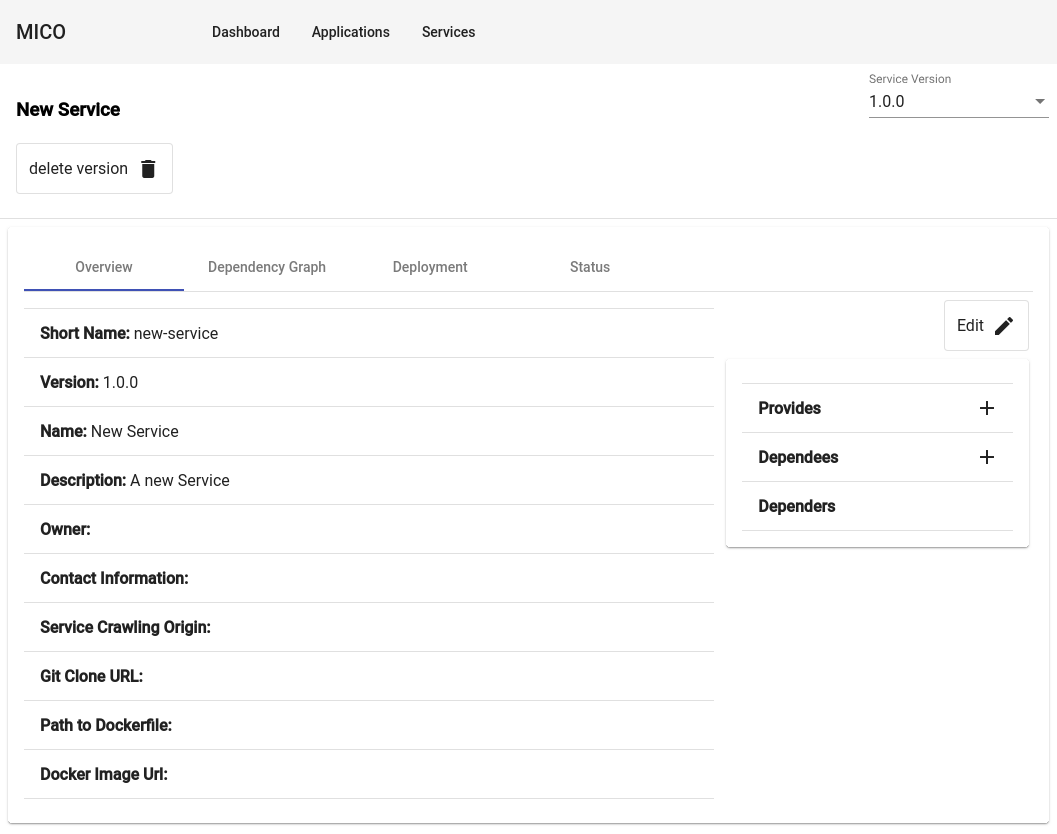 MICO
Dashboard
Applications
Services
New Service
Service Version
1.0.0
delete version
Overview
Dependency Graph
Deployment
Status
Short Name: new-service
Version: 1.0.0
Name: New Service
Description: A new Service
Owner:
Contact Information:
Service Crawling Origin:
Git Clone URL:
Path to Dockerfile:
Docker Image Url:
Edit
Provides
Dependees
Dependers